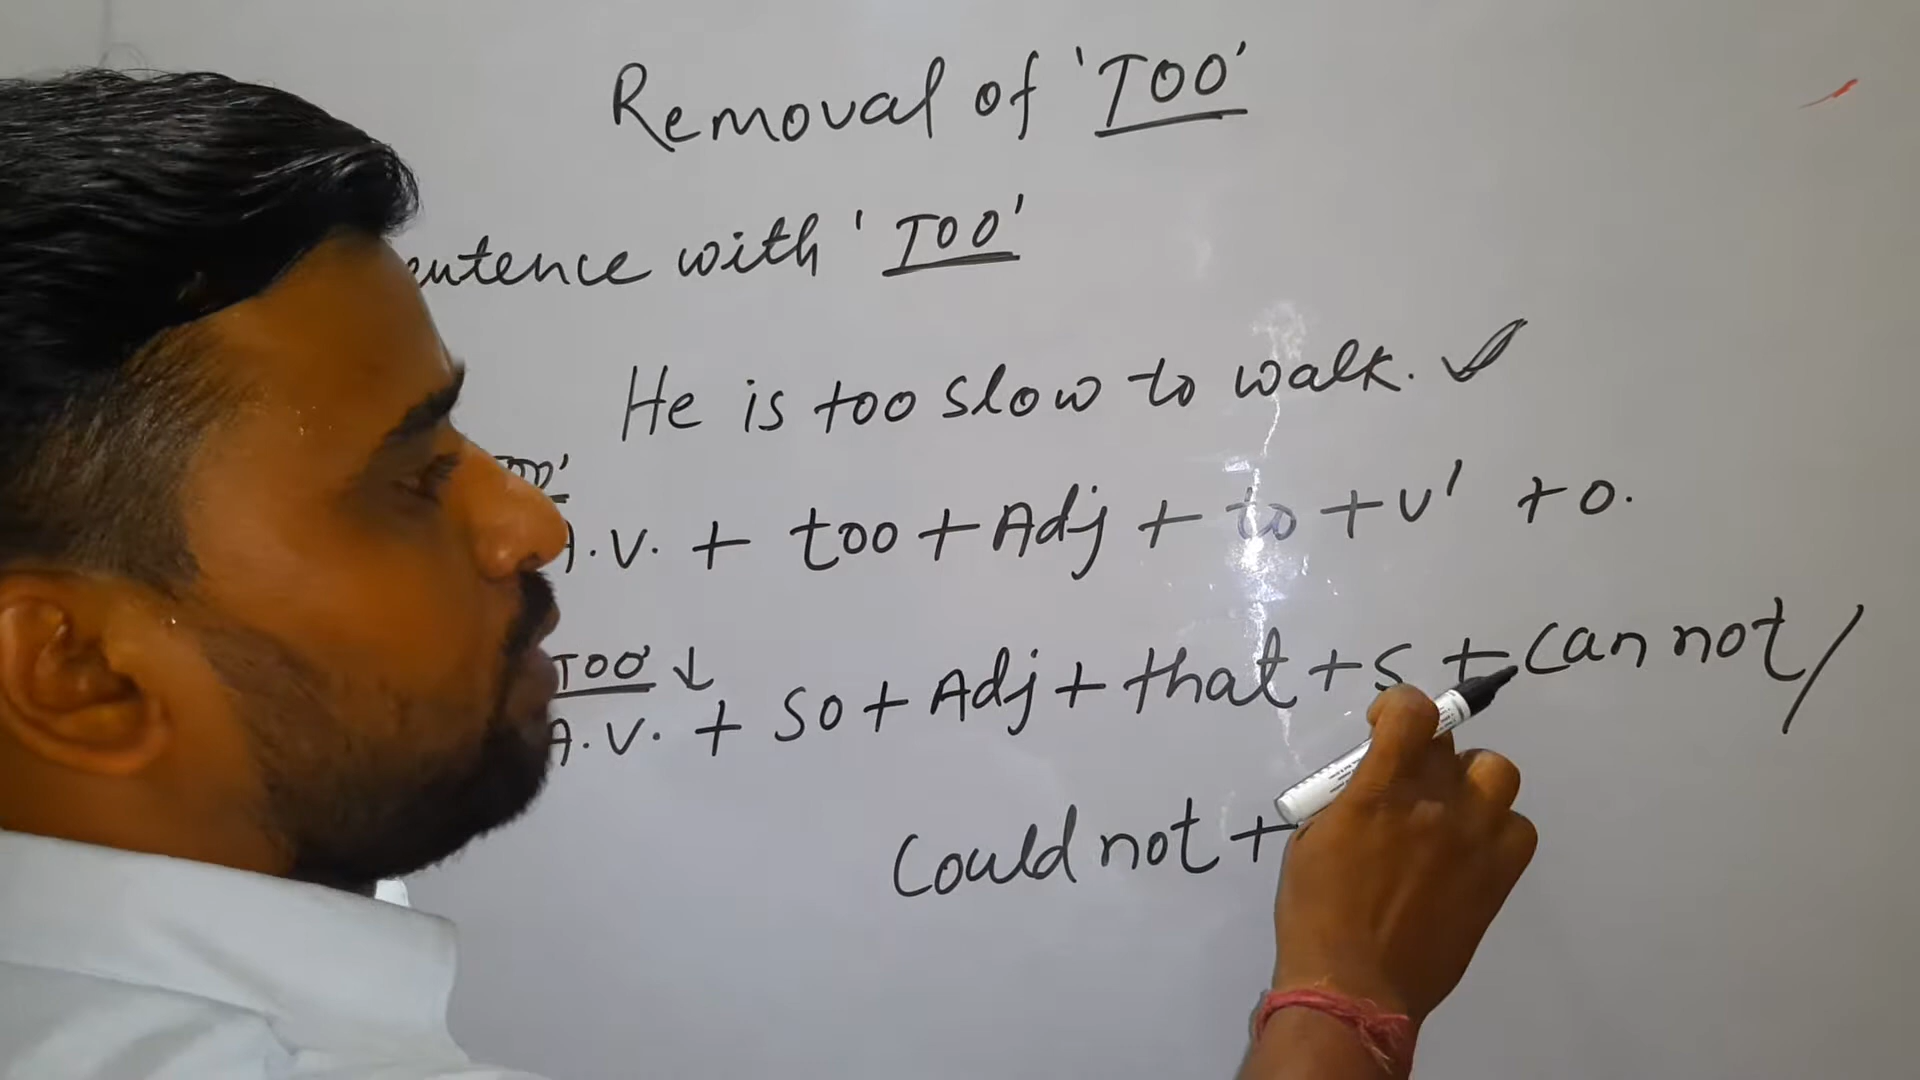 Removal of 'TOO'
entence with 'TOO'
He is too slow to walk.
TOO'
A.V. + too + Adj + to + V' + O.
TOO'
A.V. + so + Adj + that + S + can not /
Could not +